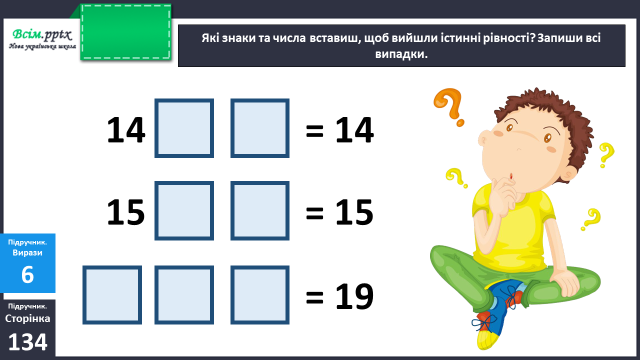 Всім.pptx
Нова українська школа
Які знаки та числа вставиш, щоб вийшли істинні рівності? Запиши всі
випадки.
14 = 14
15 = 15
= 19
Підручник.
Вирази
6
Підручник.
Сторінка
134